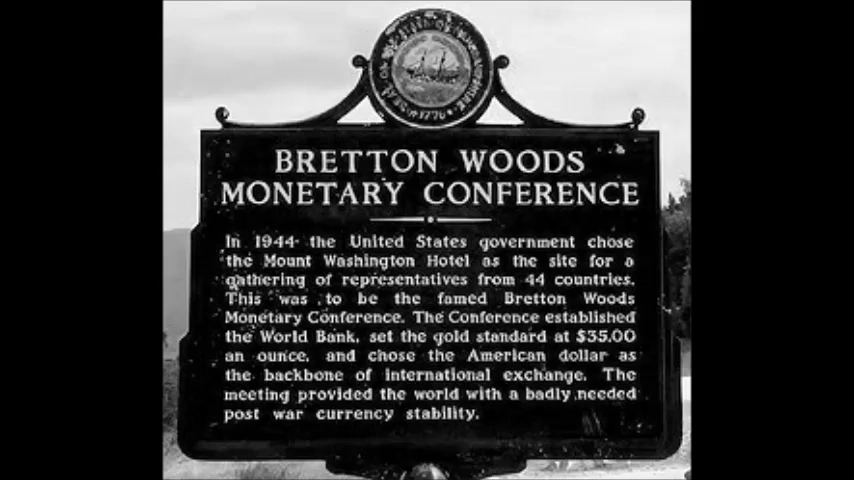 1776
BRETTON WOODS
MONETARY CONFERENCE
In 1944 the United States government chose
the Mount Washington Hotel as the site for a
gathering of representatives from 44 countries.
This was to be the famed Bretton Woods
Monetary Conference. The Conference established
the World Bank, set the gold standard at $35.00
an ounce, and chose the American dollar as
the backbone of international exchange. The
meeting provided the world with a badly needed
post war currency stability.